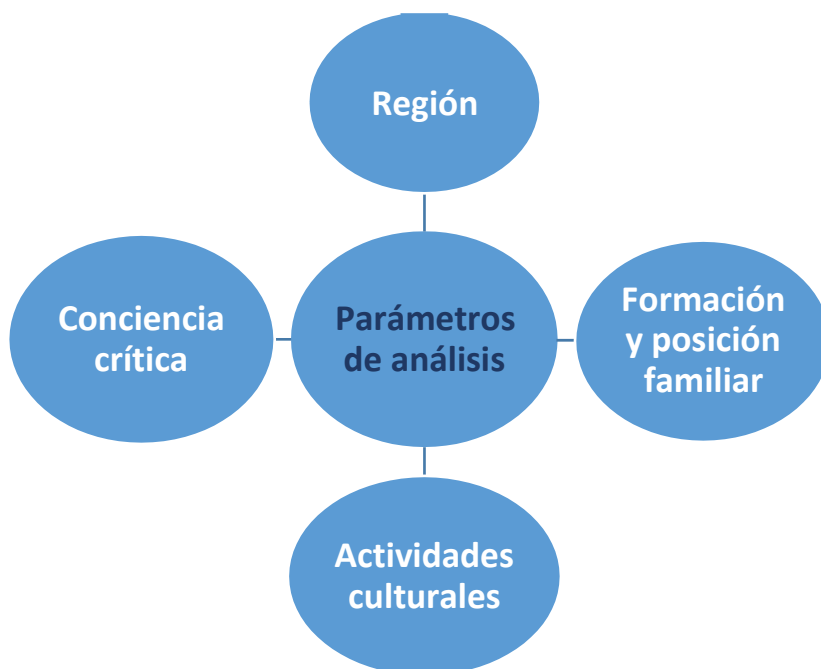 Región
Conciencia
crítica
Parámetros
de análisis
Formación
y posición
familiar
Actividades
culturales